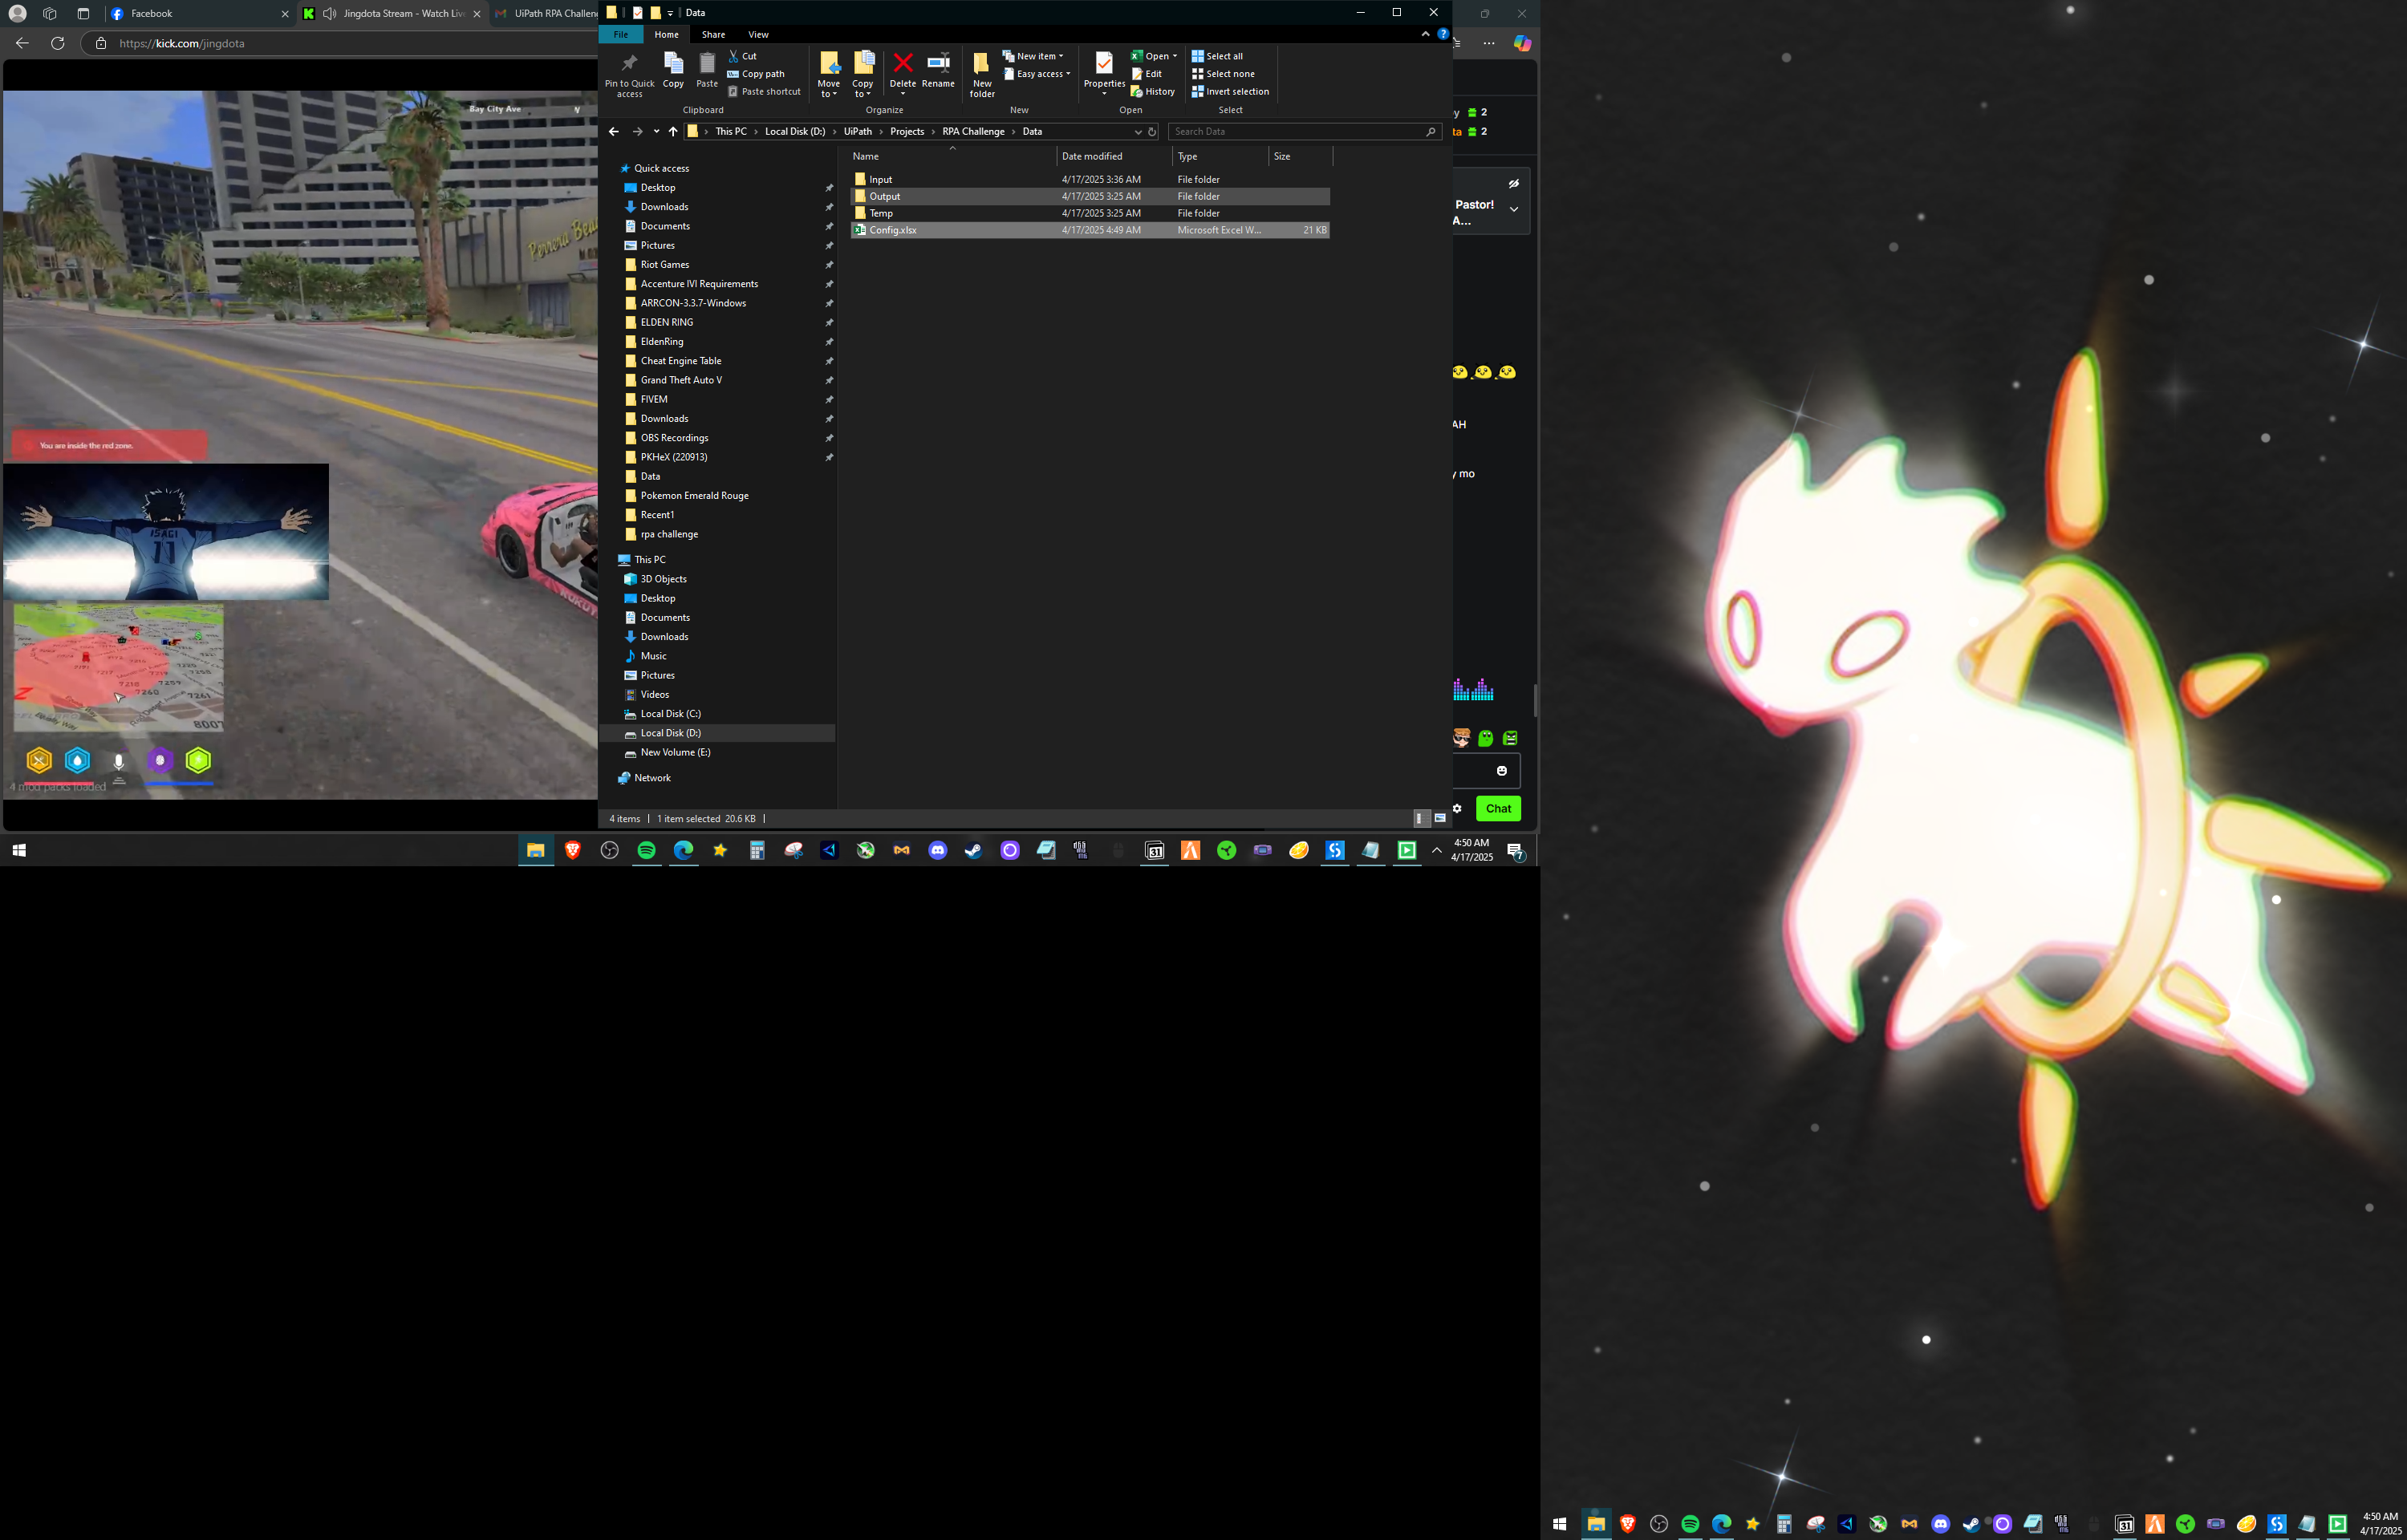 Facebook
Jingdota Stream - Watch Live
UiPath RPA Challeng
https://kick.com/jingdota
Bay City Ave
You are inside the red zone.
ISAGI
11
7260
7261
8007
4 mod packs loaded
Data
File
Home
Share
View
Pin to Quick access
Copy
Paste
Cut
Copy path
Paste shortcut
Clipboard
Move to
Copy to
Delete
Rename
Organize
New folder
New item
Easy access
New
Properties
Open
Edit
History
Open
Select all
Select none
Invert selection
Select
This PC
Local Disk (D:)
UiPath
Projects
RPA Challenge
Data
Search Data
Name
Date modified
Type
Size
Input 4/17/2025 3:36 AM File folder
Output 4/17/2025 3:25 AM File folder
Temp 4/17/2025 3:25 AM File folder
Config.xlsx 4/17/2025 4:49 AM Microsoft Excel W... 21 KB
Quick access
Desktop
Downloads
Documents
Pictures
Riot Games
Accenture IVI Requirements
ARRCON-3.3.7-Windows
ELDEN RING
EldenRing
Cheat Engine Table
Grand Theft Auto V
FIVEM
Downloads
OBS Recordings
PKHeX (220913)
Data
Pokemon Emerald Rouge
Recent1
rpa challenge
This PC
3D Objects
Desktop
Documents
Downloads
Music
Pictures
Videos
Local Disk (C:)
Local Disk (D:)
New Volume (E:)
Network
4 items
1 item selected 20.6 KB
y 2
ta 2
Pastor!
A...
AH
y mo
Chat
4:50 AM
4/17/2025
7
31
31
4:50 AM
4/17/2025